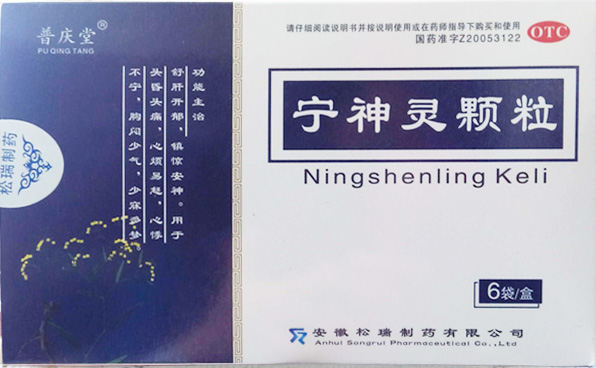 普庆堂®
PU QING TANG
功能主治
舒肝开郁，镇惊安神。用于
头昏头痛，心烦易怒，心悸
不宁，胸闷少气，少寐多梦
松瑞制药
请仔细阅读说明书并按说明使用或在药师指导下购买和使用
国药准字Z20053122
OTC
宁神灵颗粒
Ningshenling Keli
6袋/盒
安徽松瑞制药有限公司
Anhui Songrui Pharmaceutical Co.,Ltd